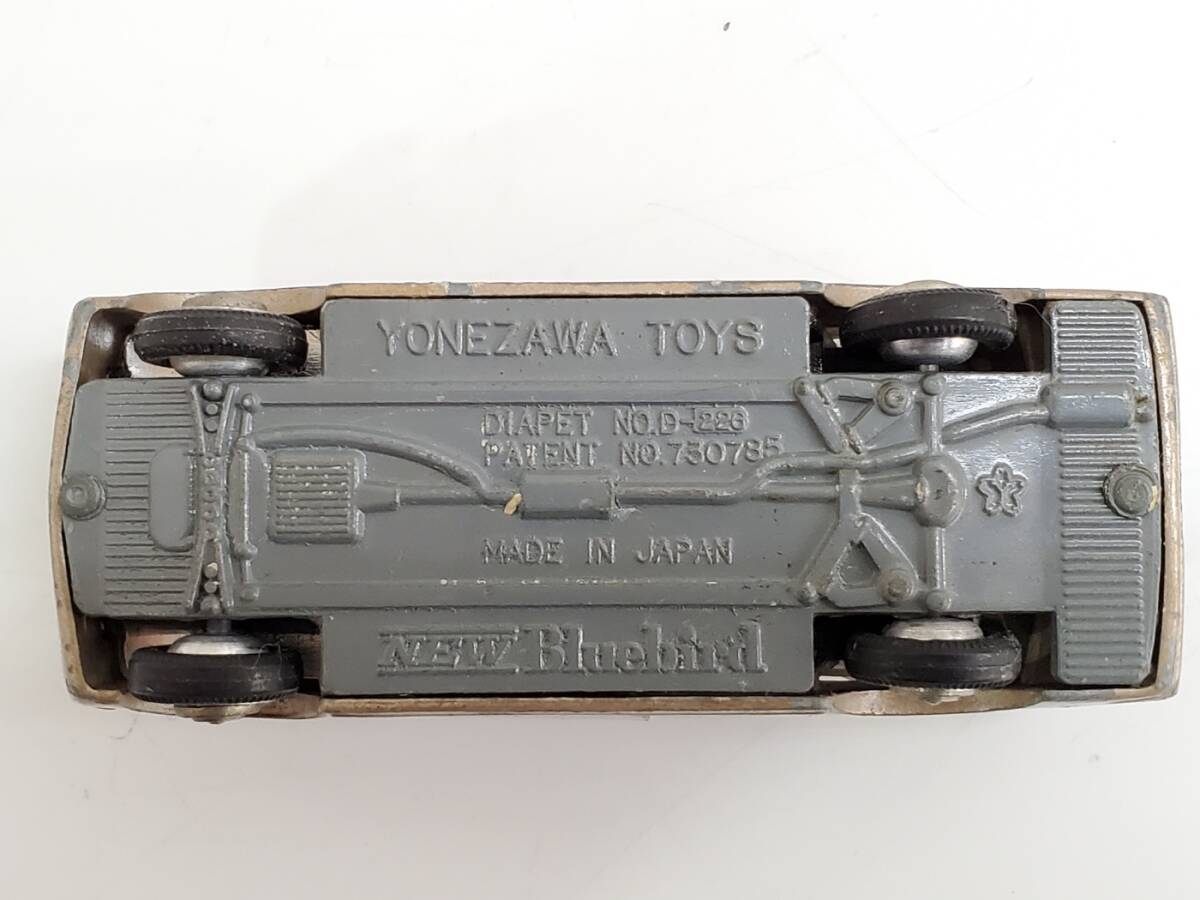 YONEZAWA TOYS
DIAPET NO.D-226
PATENT NO.730785
MADE IN JAPAN
NEW Bluebird